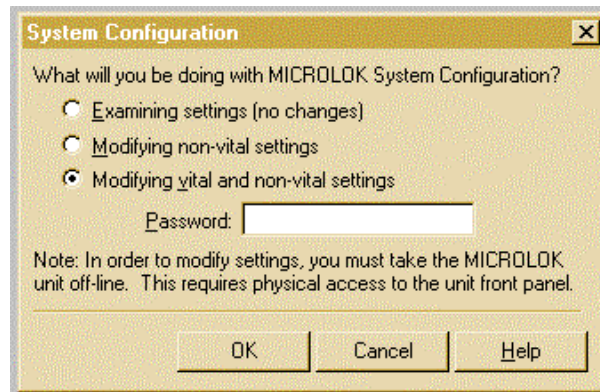 System Configuration
What will you be doing with MICROLOK System Configuration?
Examining settings (no changes)
Modifying non-vital settings
Modifying vital and non-vital settings
Password:
Note: In order to modify settings, you must take the MICROLOK
unit off-line. This requires physical access to the unit front panel.
OK Cancel Help